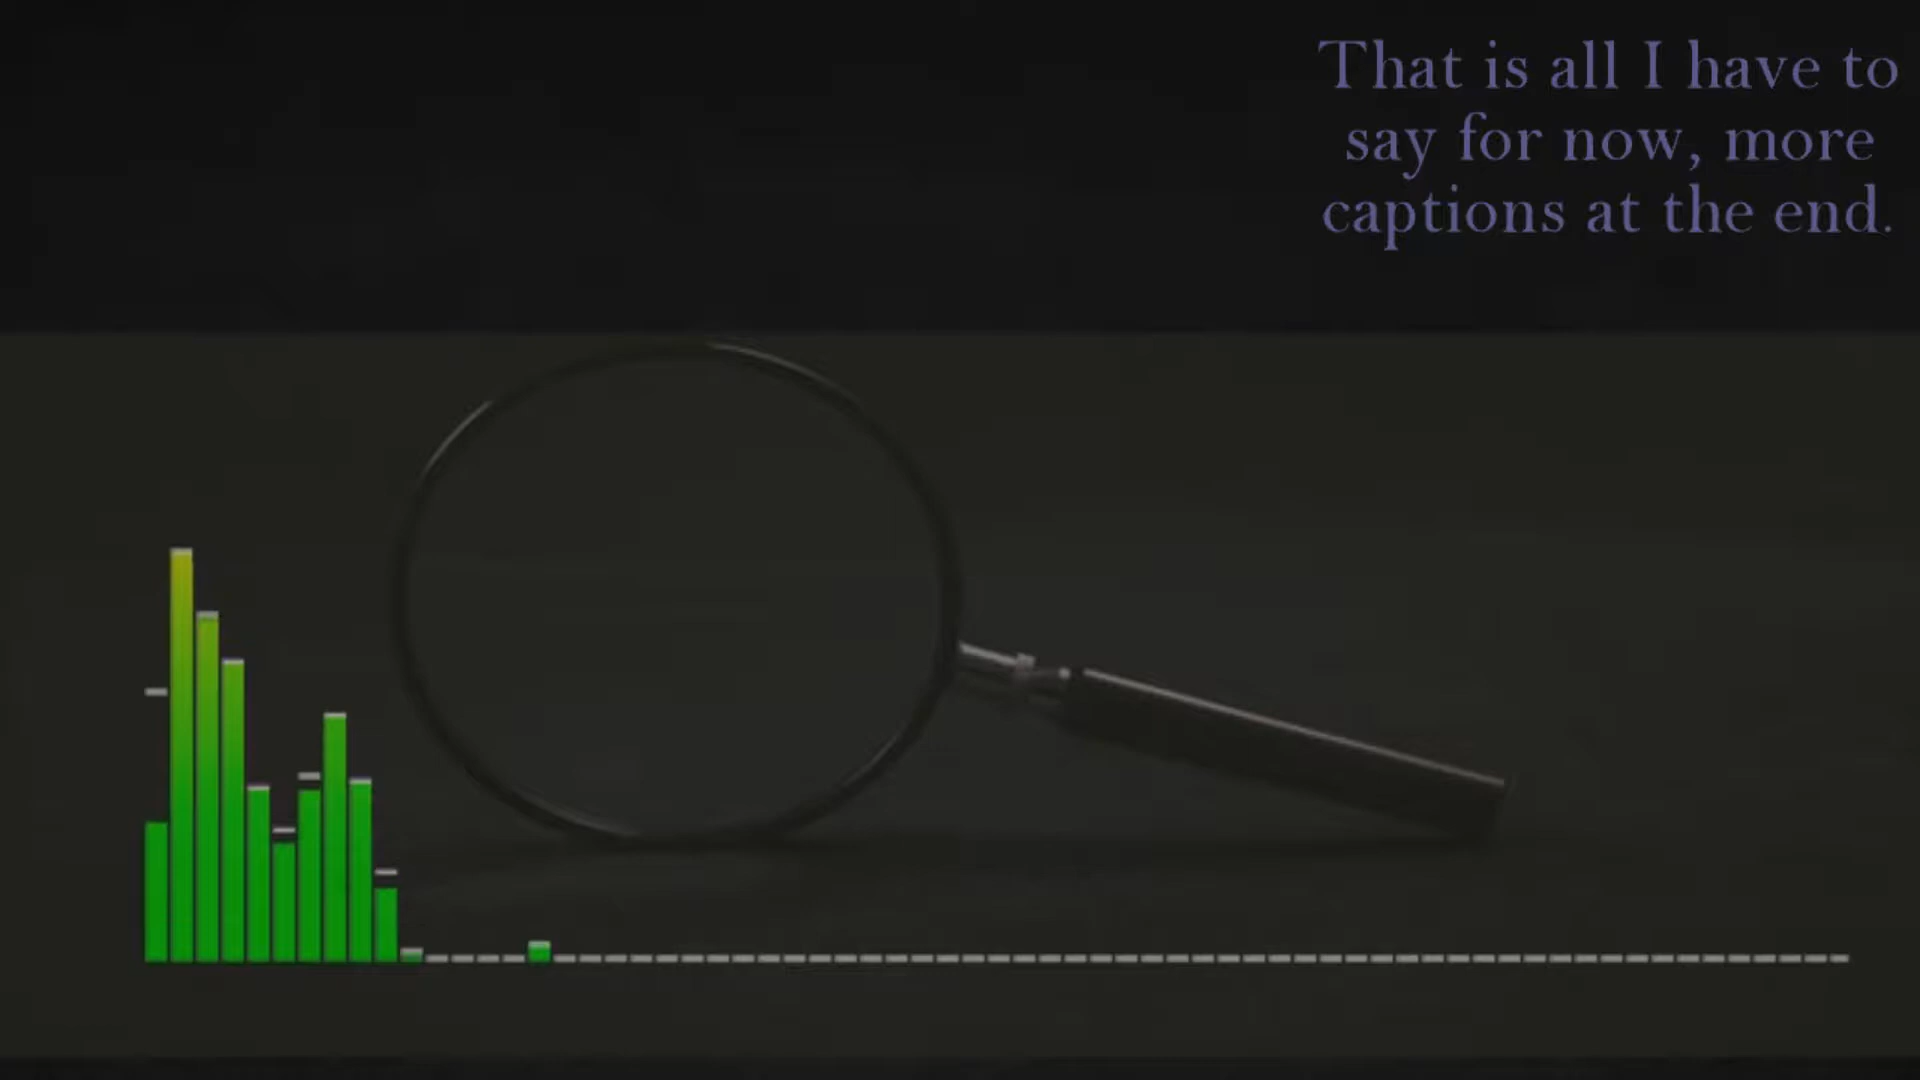 That is all I have to
say for now, more
captions at the end.